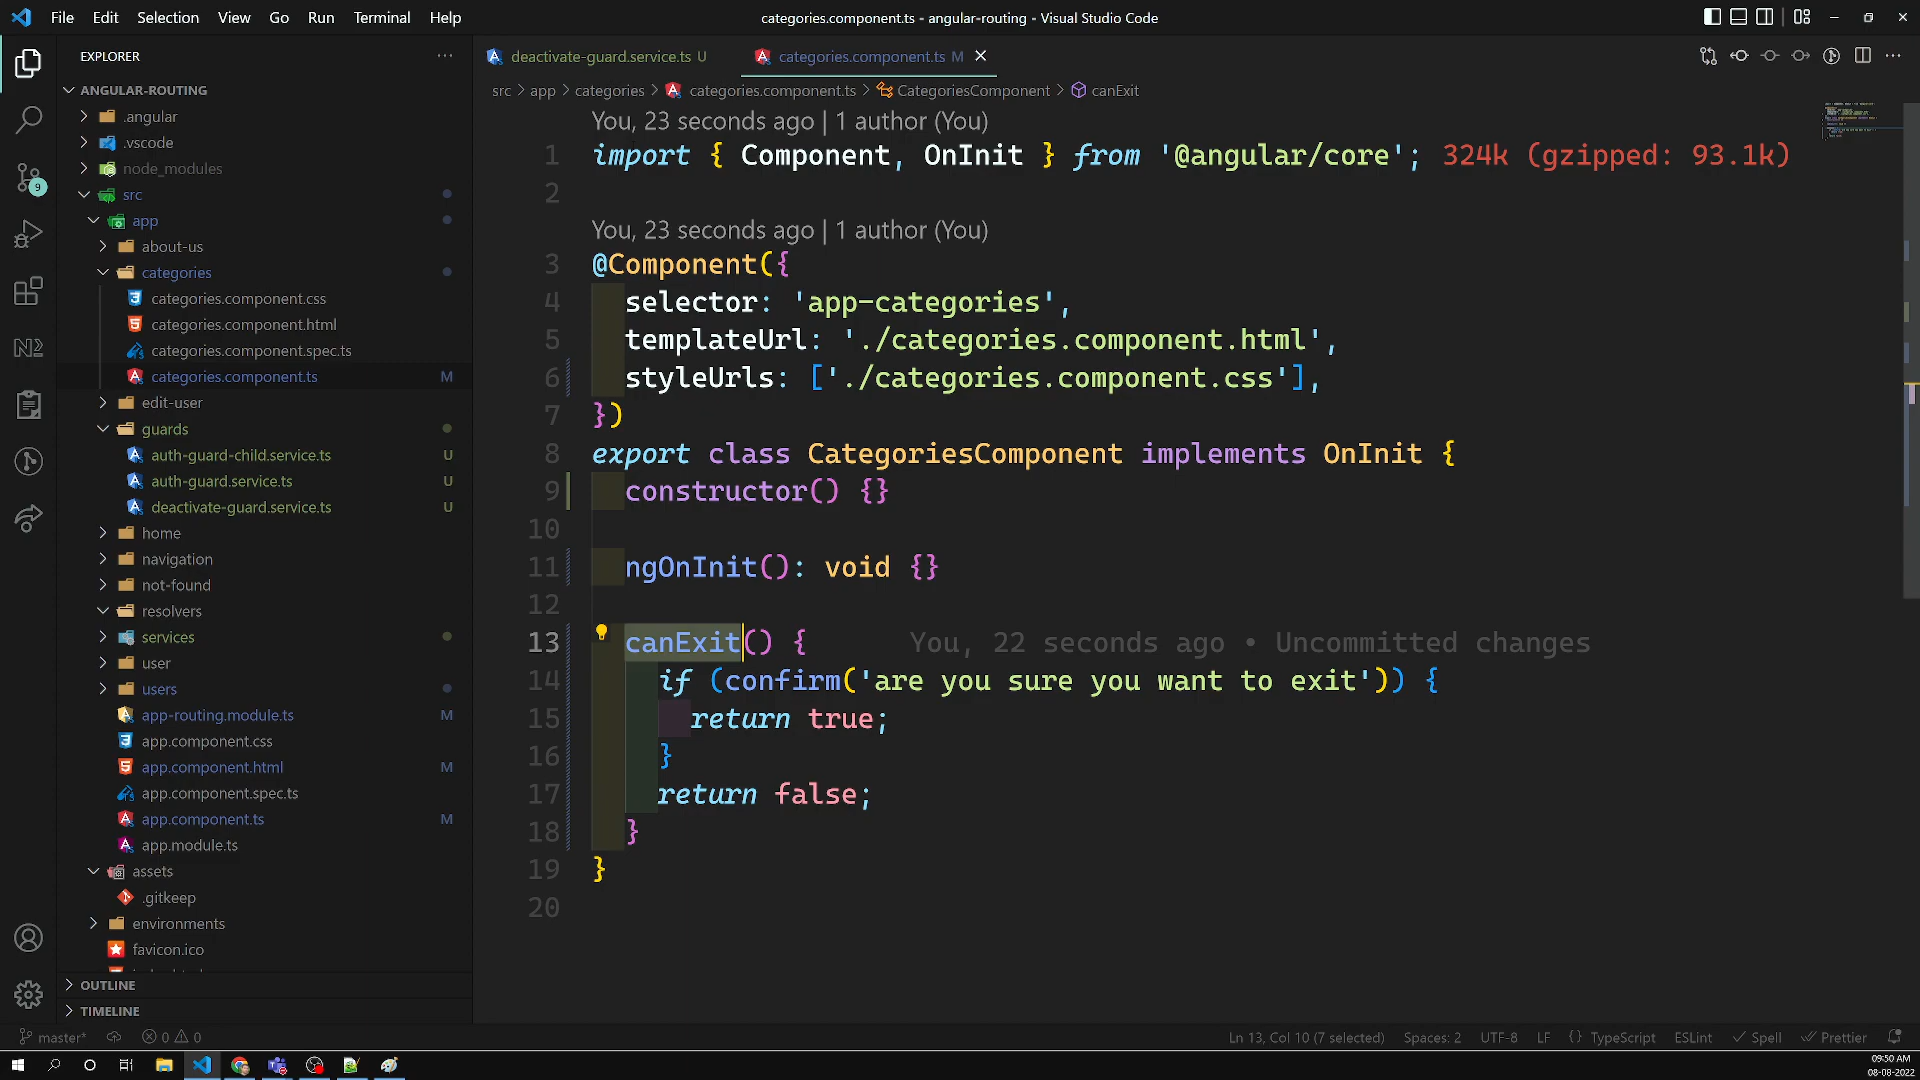 File Edit Selection View Go Run Terminal Help
categories.component.ts - angular-routing - Visual Studio Code
EXPLORER
ANGULAR-ROUTING
.angular
.vscode
node_modules
src
app
about-us
categories
categories.component.css
categories.component.html
categories.component.spec.ts
categories.component.ts M
edit-user
guards
auth-guard-child.service.ts U
auth-guard.service.ts U
deactivate-guard.service.ts U
home
navigation
not-found
resolvers
services
user
users
app-routing.module.ts M
app.component.css
app.component.html M
app.component.spec.ts
app.component.ts M
app.module.ts
assets
.gitkeep
environments
favicon.ico
OUTLINE
TIMELINE
9
deactivate-guard.service.ts U
categories.component.ts M
src > app > categories > categories.component.ts > CategoriesComponent > canExit
You, 23 seconds ago | 1 author (You)
1 import { Component, OnInit } from '@angular/core'; 324k (gzipped: 93.1k)
2
You, 23 seconds ago | 1 author (You)
3 @Component({
4 selector: 'app-categories',
5 templateUrl: './categories.component.html',
6 styleUrls: ['./categories.component.css'],
7 })
8 export class CategoriesComponent implements OnInit {
9 constructor() {}
10
11 ngOnInit(): void {}
12
13 canExit() { You, 22 seconds ago • Uncommitted changes
14 if (confirm('are you sure you want to exit')) {
15 return true;
16 }
17 return false;
18 }
19 }
20
master* 0 0
Ln 13, Col 10 (7 selected) Spaces: 2 UTF-8 LF {} TypeScript ESLint Spell Prettier
09:50 AM
08-08-2022